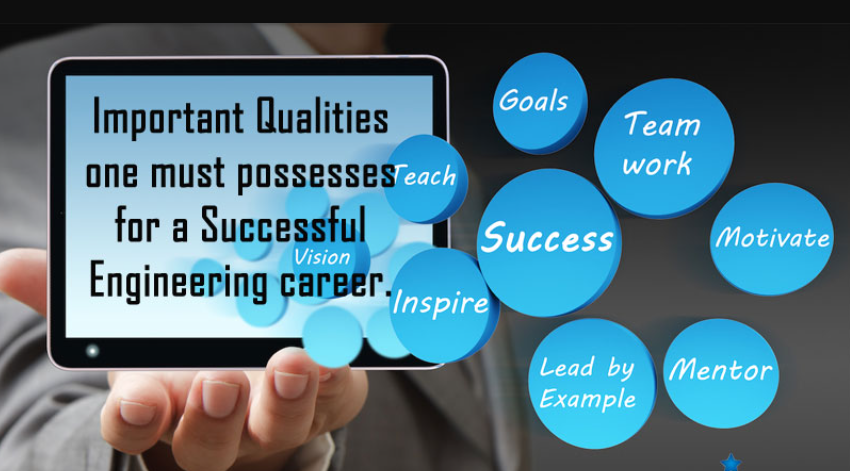 Important Qualities
one must possesses
for a Successful
Engineering career.
Teach
Vision
Inspire
Goals
Team
work
Success
Motivate
Lead by
Example
Mentor